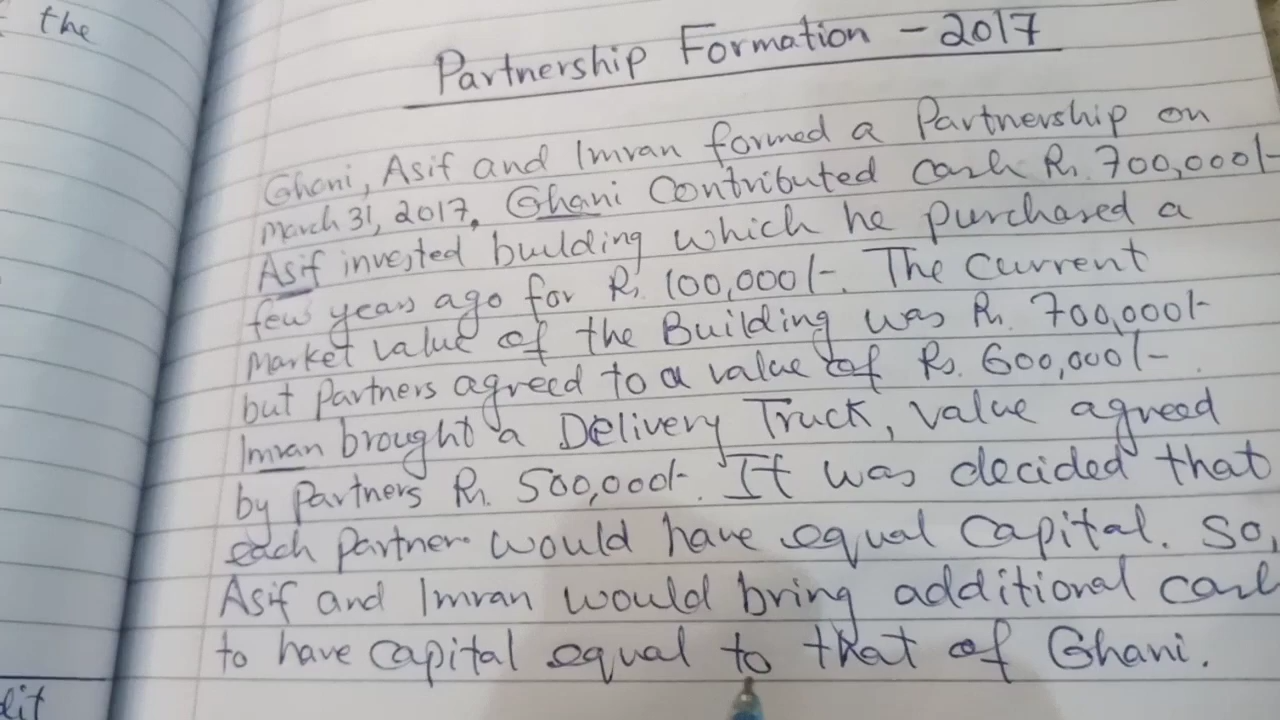 the
Partnership Formation - 2017
Ghani, Asif and Imran formed a Partnership on
March 31, 2017. Ghani Contributed cash Rs. 700,000/-
Asif invested building which he purchased a
few years ago for Rs. 100,000/-. The Current
Market value of the Building was Rs. 700,000/-
but Partners agreed to a value of Rs. 600,000/-.
Imran brought a Delivery Truck, value agreed
by Partners Rs. 500,000/-. It was decided that
each partner would have equal Capital. So,
Asif and Imran would bring additional cash
to have capital equal to that of Ghani.